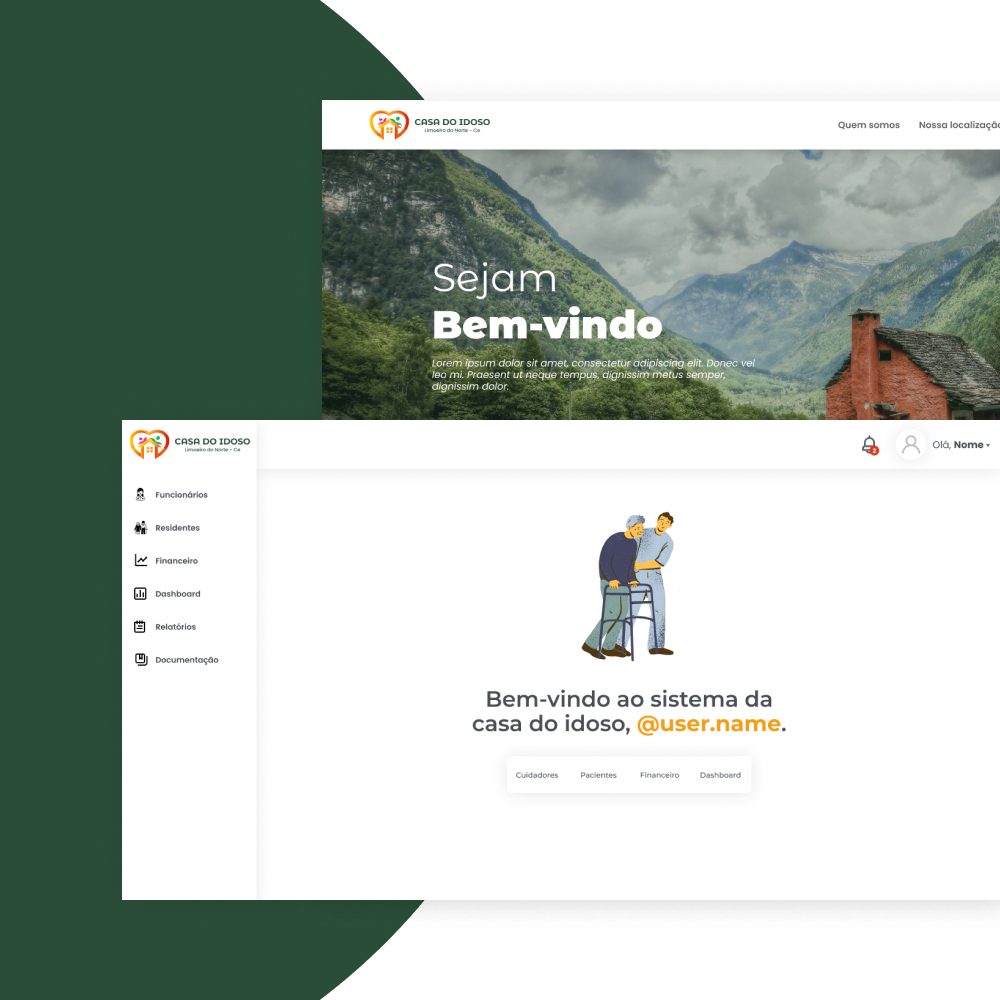 CASA DO IDOSO
Limoeiro do Norte - Ce
Quem somos
Nossa localização
Sejam
Bem-vindo
Lorem ipsum dolor sit amet, consectetur adipiscing elit. Donec vel
leo mi. Praesent ut neque tempus, dignissim metus semper,
dignissim dolor.
CASA DO IDOSO
Limoeiro do Norte - Ce
2
Olá, Nome
Funcionários
Residentes
Financeiro
Dashboard
Relatórios
Documentação
Bem-vindo ao sistema da
casa do idoso, @user.name.
Cuidadores
Pacientes
Financeiro
Dashboard